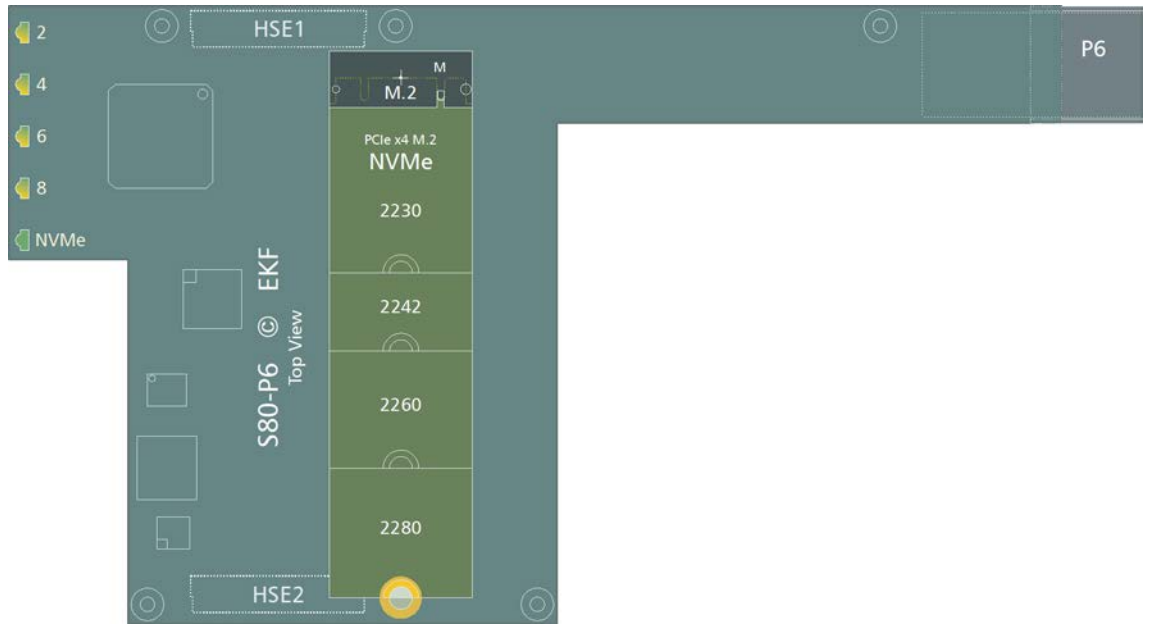 2
HSE1
P6
M
4
M.2
6
PCIe x4 M.2
NVMe
8
2230
NVMe
S80-P6 © EKF
Top View
2242
2260
2280
HSE2